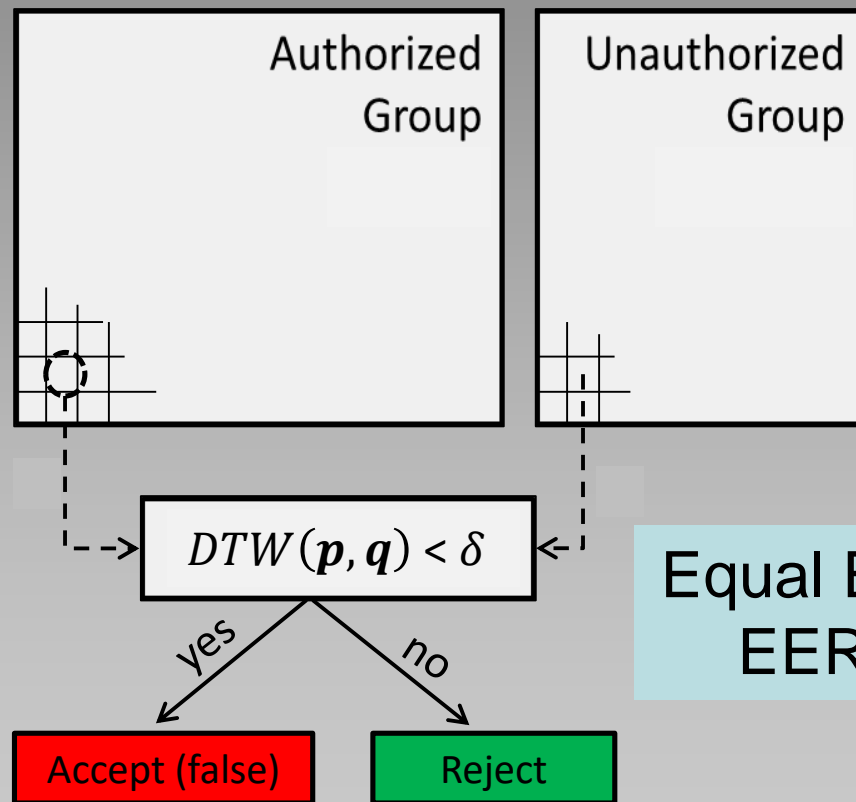 Authorized
Group
Unauthorized
Group
DTW(p, q) < δ
Equal
EER
yes
no
Accept (false)
Reject